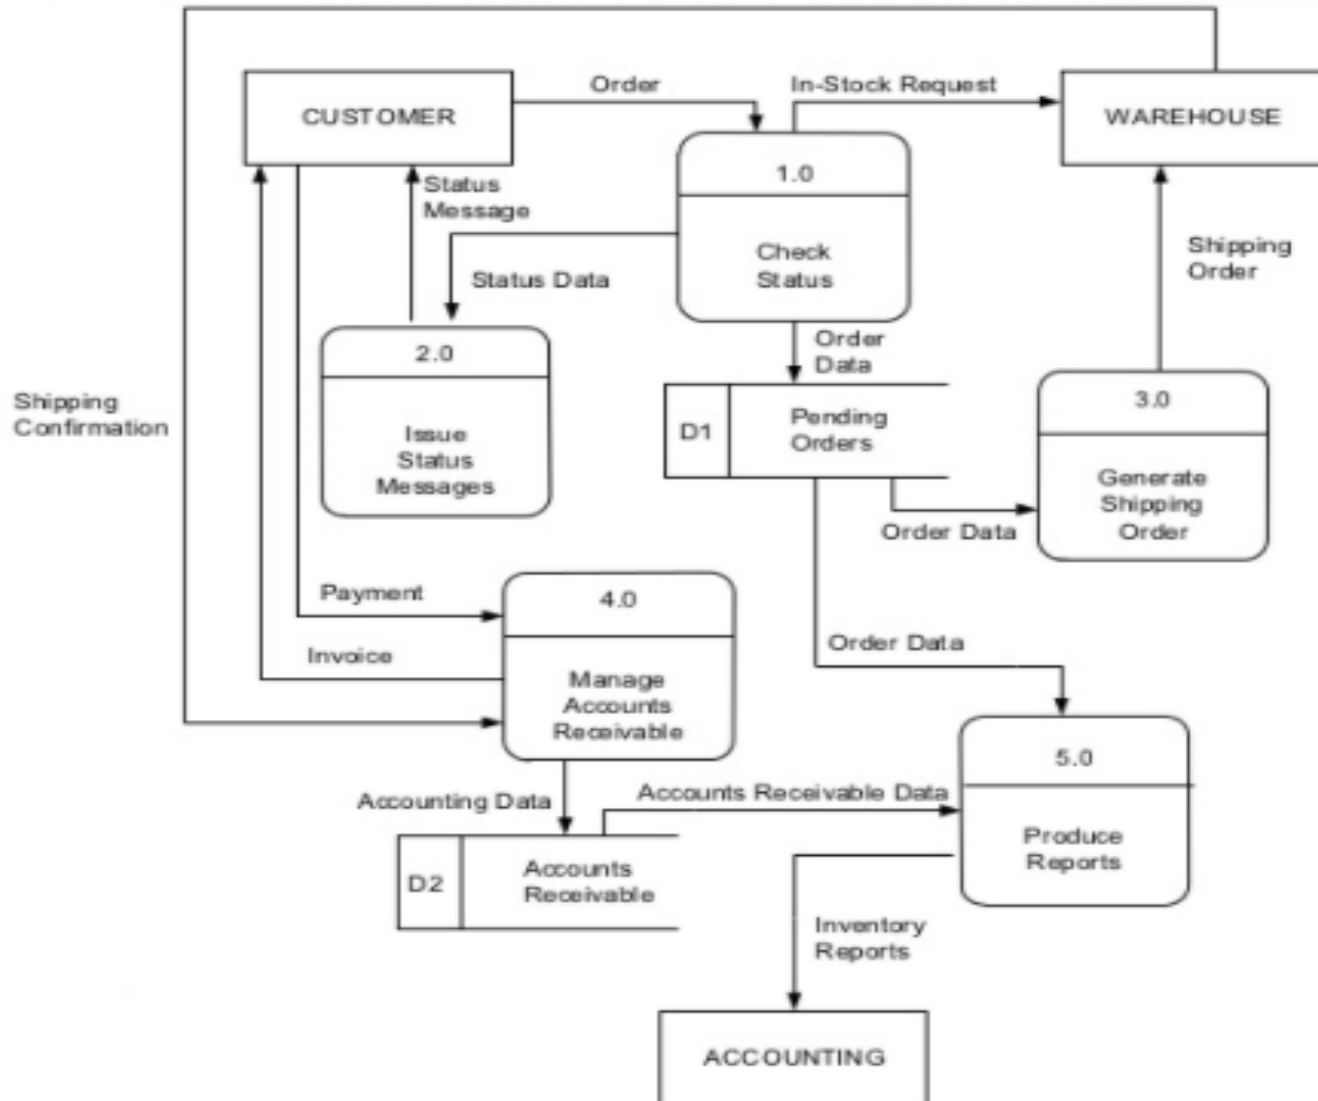 Order
In-Stock Request
CUSTOMER
WAREHOUSE
1.0
Check
Status
Status
Message
Status Data
Shipping
Order
Order
Data
2.0
Issue
Status
Messages
Shipping
Confirmation
D1
Pending
Orders
3.0
Generate
Shipping
Order
Order Data
Payment
4.0
Manage
Accounts
Receivable
Invoice
Order Data
5.0
Produce
Reports
Accounting Data
Accounts Receivable Data
D2
Accounts
Receivable
Inventory
Reports
ACCOUNTING